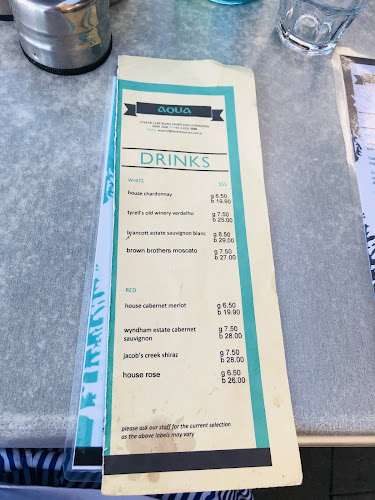 AQUA
DRINKS
WHITE $$$
house chardonnay g 6.50
b 19.90
tyrell's old winery verdelho g 7.50
b 25.00
brancott estate sauvignon blanc g 8.50
b 29.00
brown brothers moscato g 7.50
b 27.00
RED
house cabernet merlot g 6.50
b 19.90
wyndham estate cabernet g 7.50
sauvignon b 28.00
jacob's creek shiraz g 7.50
b 28.00
house rose g 6.50
b 26.00
please ask our staff for the current selection
as the above labels may vary